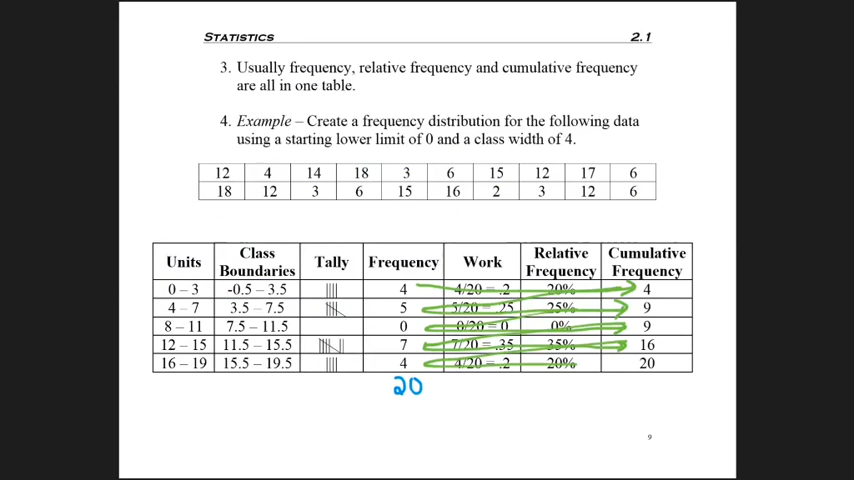 STATISTICS 2.1
3. Usually frequency, relative frequency and cumulative frequency
are all in one table.
4. Example – Create a frequency distribution for the following data
using a starting lower limit of 0 and a class width of 4.
12 4 14 18 3 6 15 12 17 6
18 12 3 6 15 16 2 3 12 6
Units Class Boundaries Tally Frequency Work Relative Frequency Cumulative Frequency
0 – 3 -0.5 – 3.5 |||| 4 4/20 = .2 20% 4
4 – 7 3.5 – 7.5 5 5/20 = .25 25% 9
8 – 11 7.5 – 11.5 0 0/20 = 0 0% 9
12 – 15 11.5 – 15.5 7 7/20 = .35 35% 16
16 – 19 15.5 – 19.5 |||| 4 4/20 = .2 20% 20
20
9